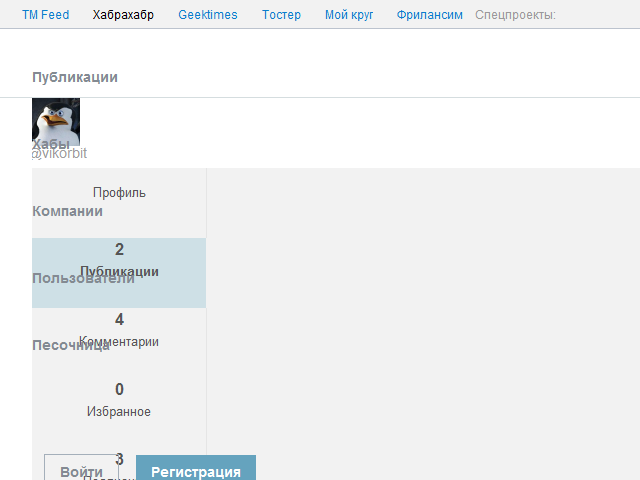 TM Feed Хабрахабр Geektimes Тостер Мой круг Фрилансим Спецпроекты:
Публикации
Хабы
@vikorbit
Профиль
Компании
2
Публикации
Пользователи
4
Комментарии
Песочница
0
Избранное
3
Войти Регистрация